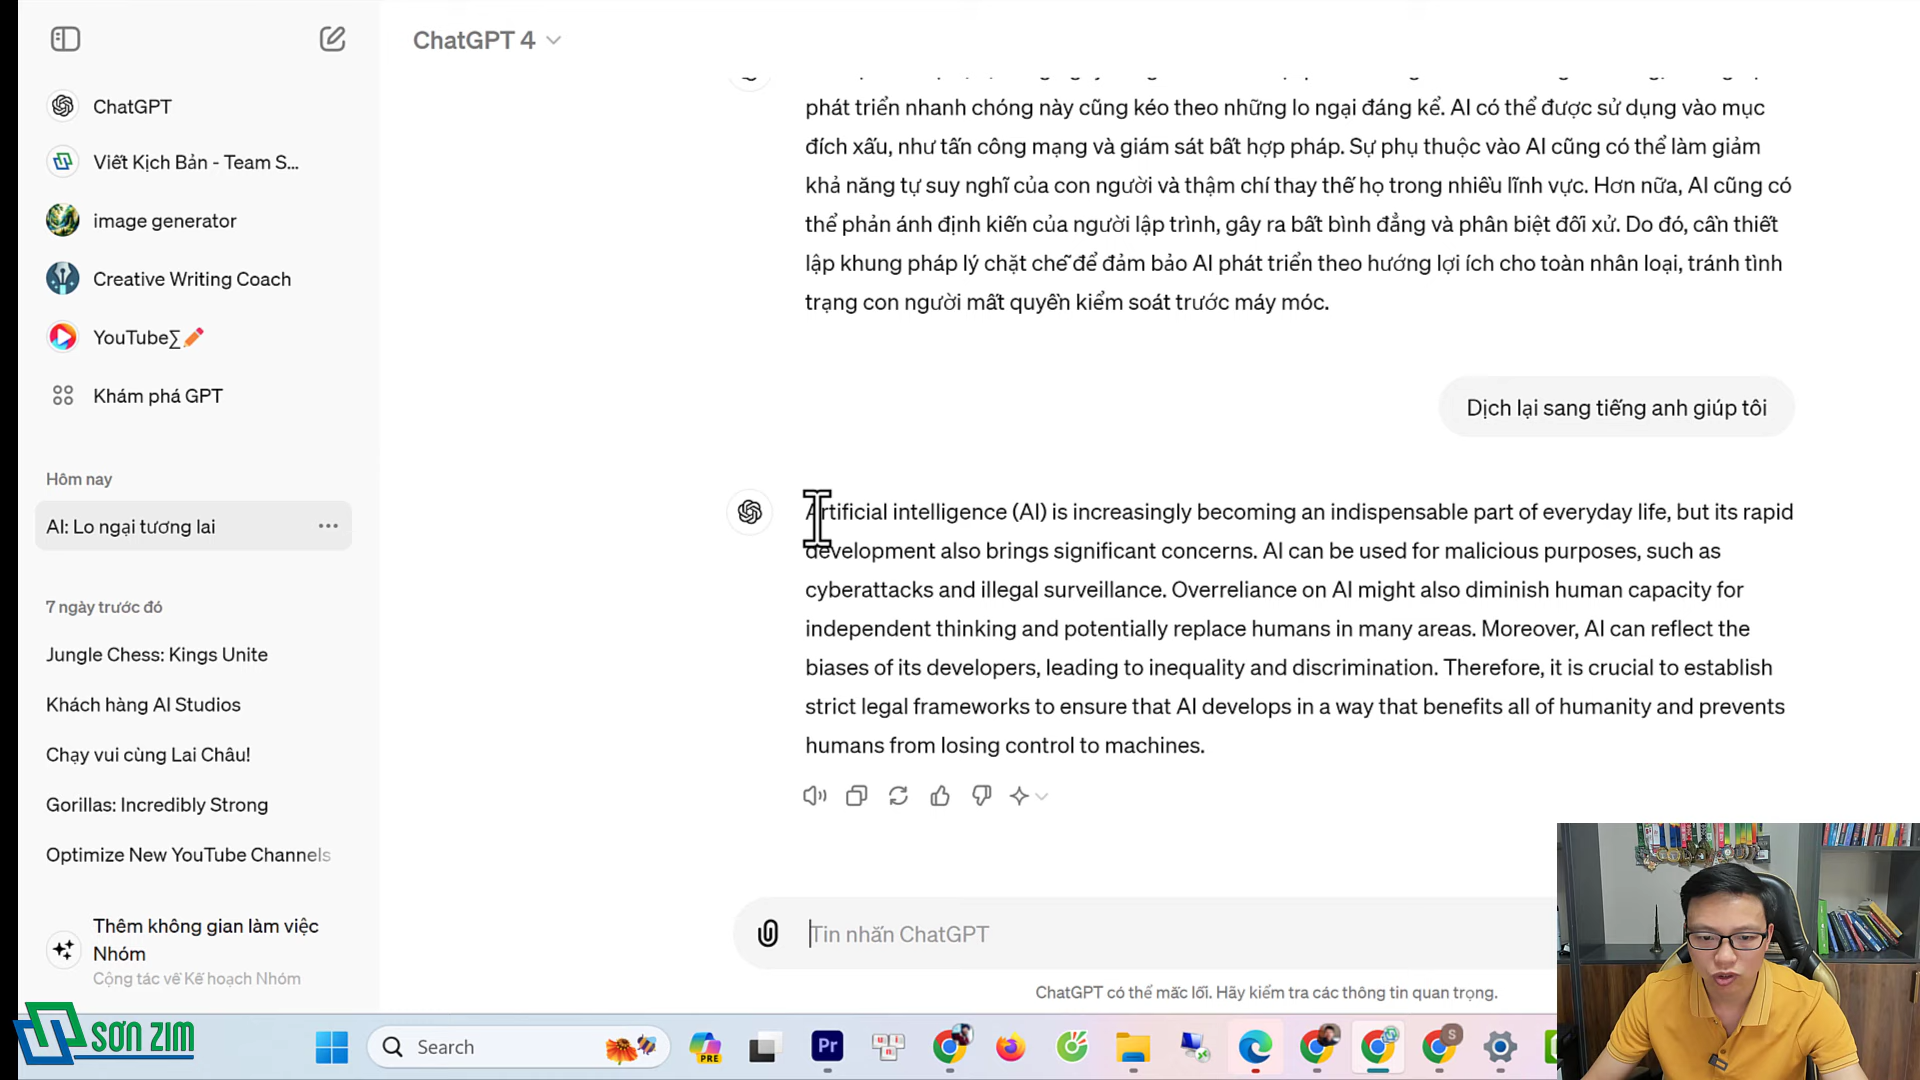 ChatGPT 4
ChatGPT
Viết Kịch Bản - Team S...
image generator
Creative Writing Coach
YouTube∑
Khám phá GPT
Hôm nay
AI: Lo ngại tương lai
7 ngày trước đó
Jungle Chess: Kings Unite
Khách hàng AI Studios
Chạy vui cùng Lai Châu!
Gorillas: Incredibly Strong
Optimize New YouTube Channels
Thêm không gian làm việc
Nhóm
Cộng tác về Kế hoạch Nhóm
phát triển nhanh chóng này cũng kéo theo những lo ngại đáng kể. AI có thể được sử dụng vào mục
đích xấu, như tấn công mạng và giám sát bất hợp pháp. Sự phụ thuộc vào AI cũng có thể làm giảm
khả năng tự suy nghĩ của con người và thậm chí thay thế họ trong nhiều lĩnh vực. Hơn nữa, AI cũng có
thể phản ánh định kiến của người lập trình, gây ra bất bình đẳng và phân biệt đối xử. Do đó, cần thiết
lập khung pháp lý chặt chẽ để đảm bảo AI phát triển theo hướng lợi ích cho toàn nhân loại, tránh tình
trạng con người mất quyền kiểm soát trước máy móc.
Dịch lại sang tiếng anh giúp tôi
Artificial intelligence (AI) is increasingly becoming an indispensable part of everyday life, but its rapid
development also brings significant concerns. AI can be used for malicious purposes, such as
cyberattacks and illegal surveillance. Overreliance on AI might also diminish human capacity for
independent thinking and potentially replace humans in many areas. Moreover, AI can reflect the
biases of its developers, leading to inequality and discrimination. Therefore, it is crucial to establish
strict legal frameworks to ensure that AI develops in a way that benefits all of humanity and prevents
humans from losing control to machines.
Tin nhắn ChatGPT
ChatGPT có thể mắc lỗi. Hãy kiểm tra các thông tin quan trọng.
SƠN ZIM
Search
PRE
Pr
S